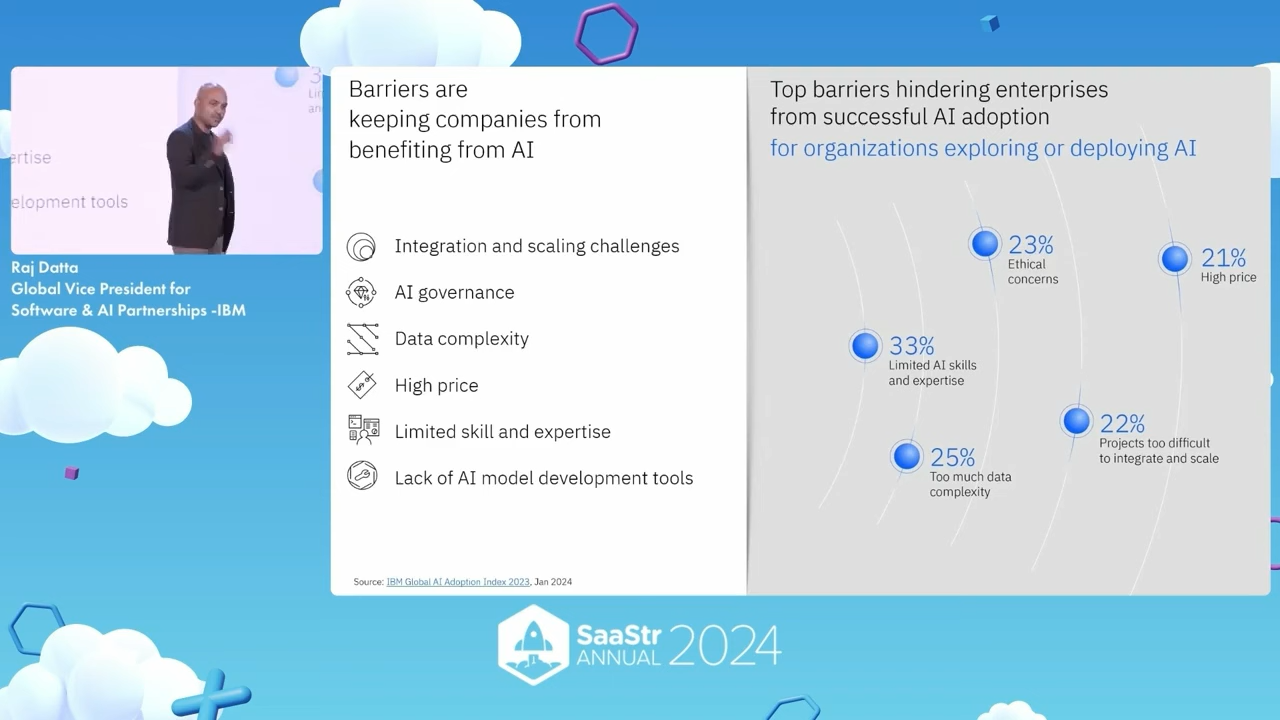 3
Lin
an
ertise
elopment tools
Raj Datta
Global Vice President for
Software & AI Partnerships -IBM
Barriers are
keeping companies from
benefiting from AI
Integration and scaling challenges
AI governance
Data complexity
High price
Limited skill and expertise
Lack of AI model development tools
Source: IBM Global AI Adoption Index 2023, Jan 2024
Top barriers hindering enterprises
from successful AI adoption
for organizations exploring or deploying AI
23%
Ethical
concerns
21%
High price
33%
Limited AI skills
and expertise
22%
Projects too difficult
to integrate and scale
25%
Too much data
complexity
SaaStr
ANNUAL 2024